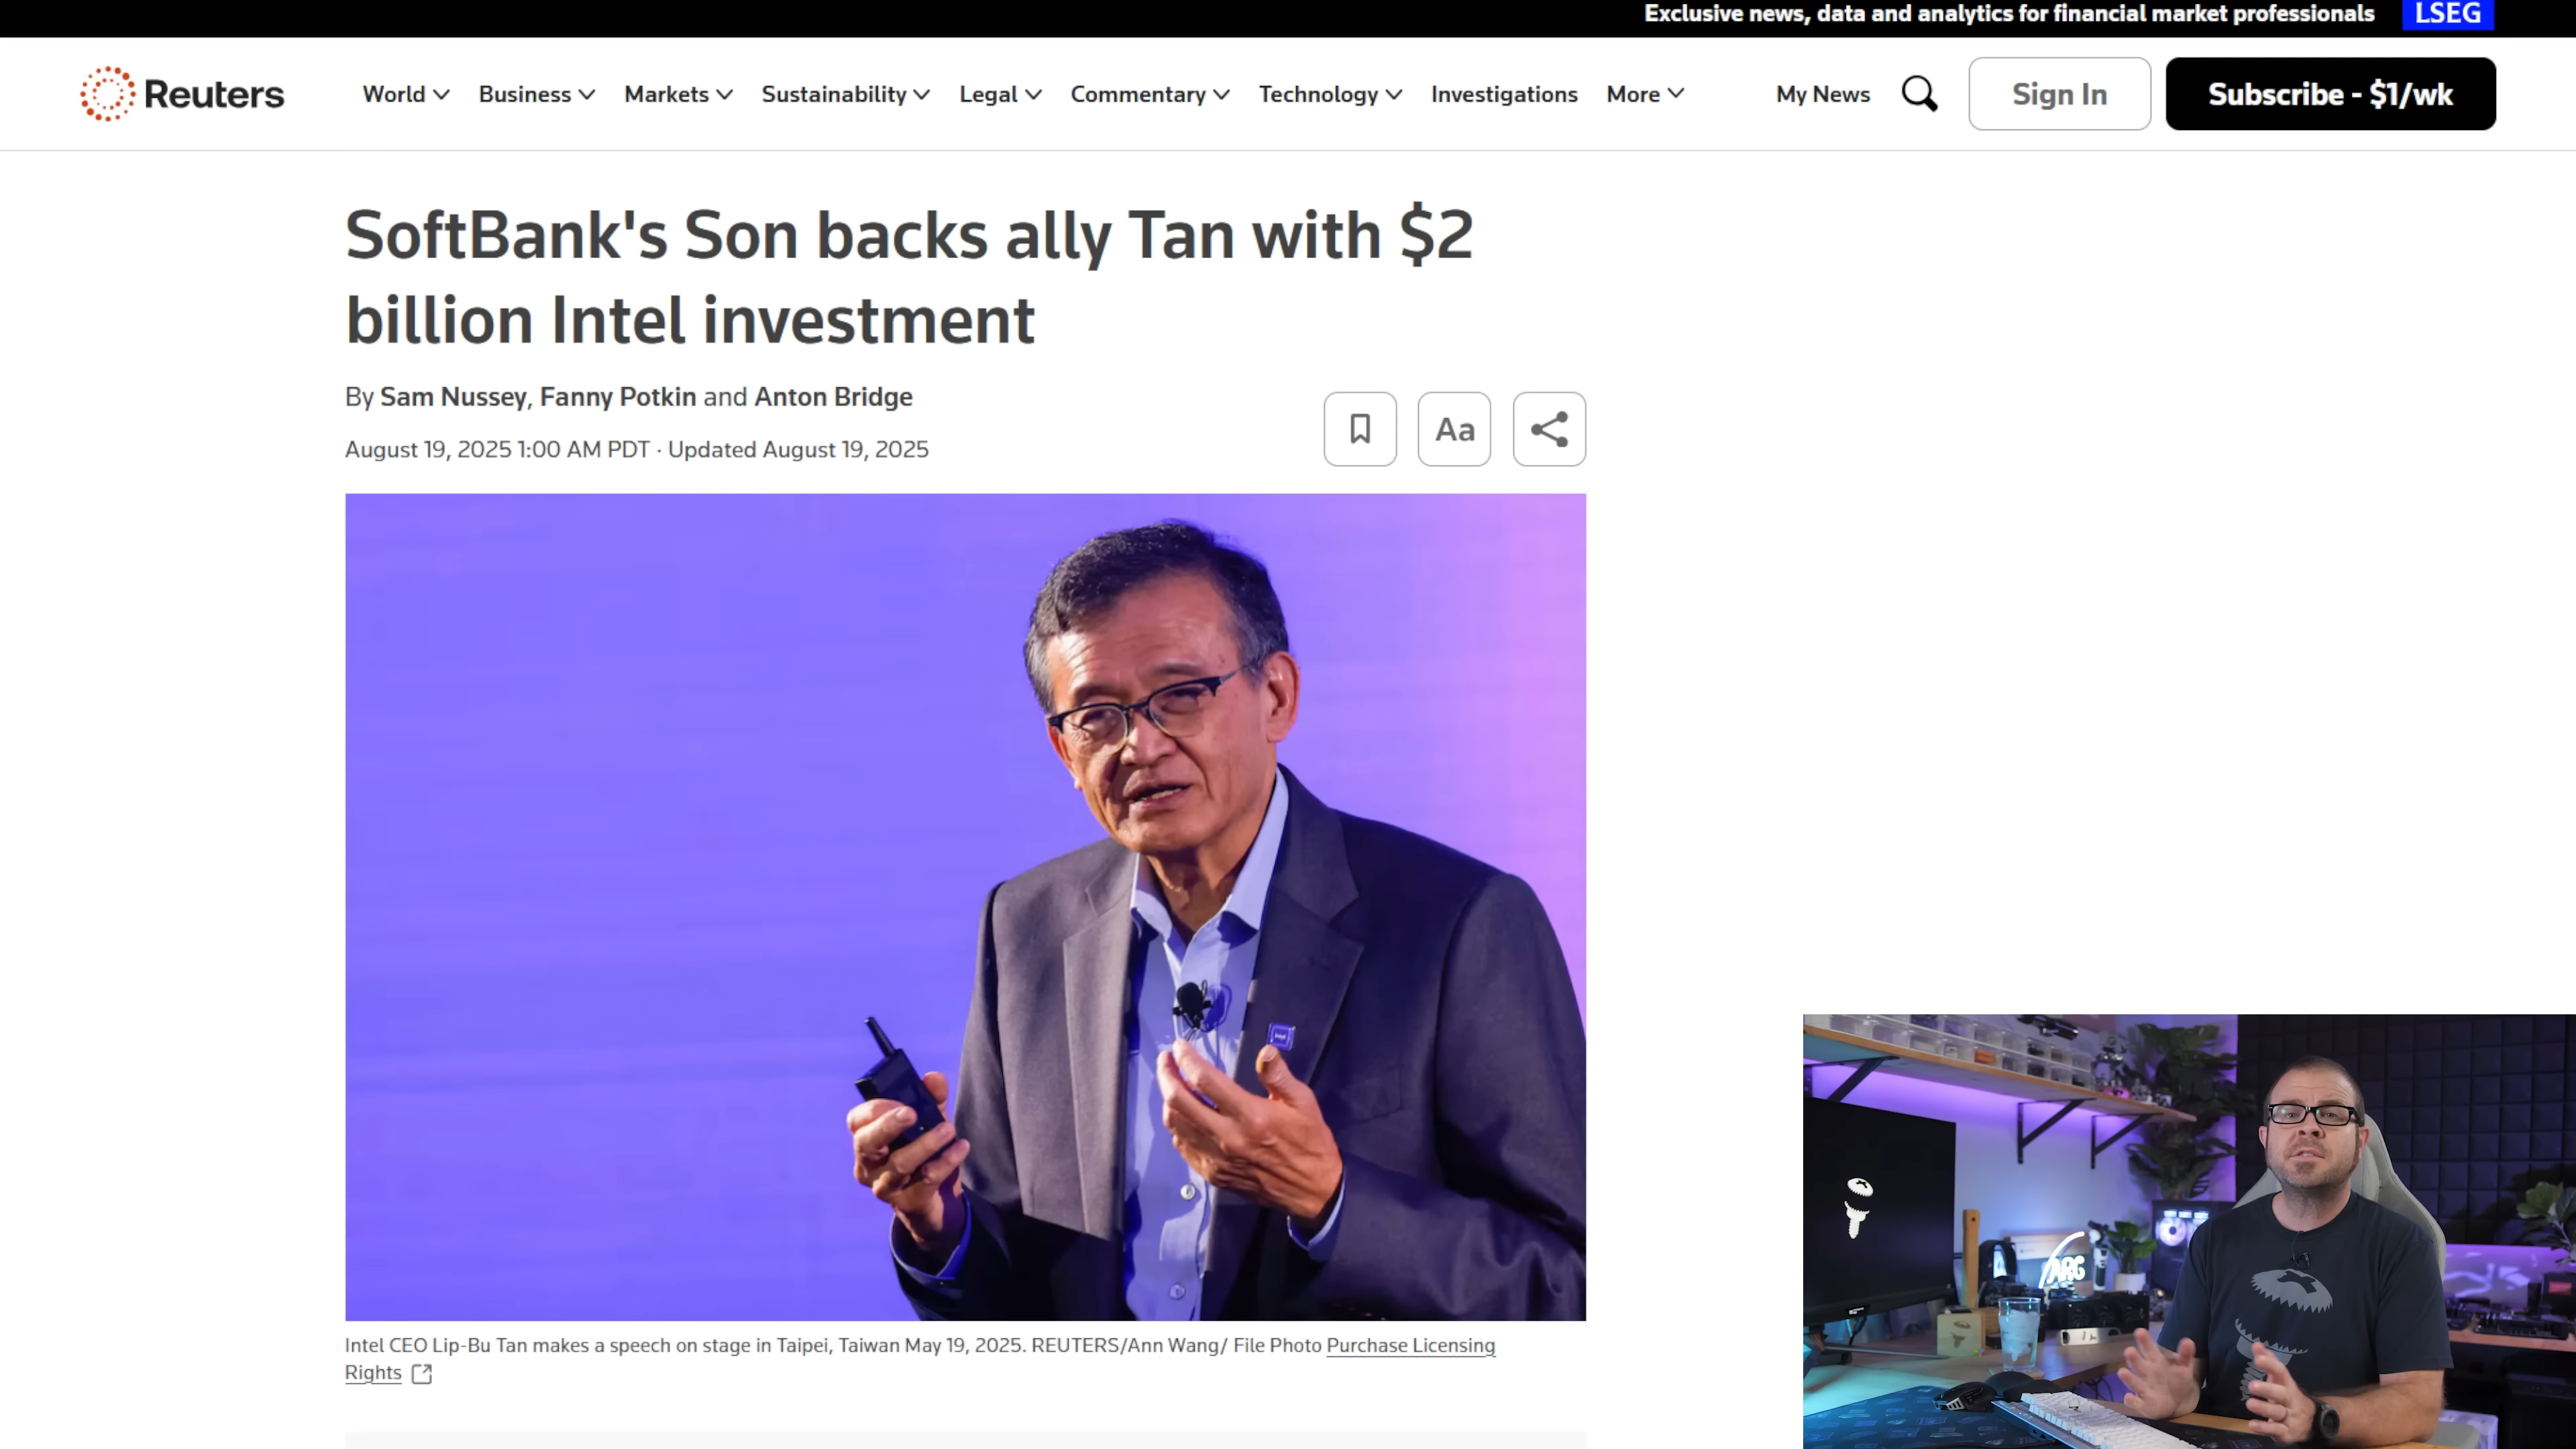 Exclusive news, data and analytics for financial market professionals LSEG
Reuters World Business Markets Sustainability Legal Commentary Technology Investigations More My News Sign In Subscribe - $1/wk
SoftBank's Son backs ally Tan with $2
billion Intel investment
By Sam Nussey, Fanny Potkin and Anton Bridge
August 19, 2025 1:00 AM PDT · Updated August 19, 2025
Aa
intel
Intel CEO Lip-Bu Tan makes a speech on stage in Taipei, Taiwan May 19, 2025. REUTERS/Ann Wang/ File Photo Purchase Licensing
Rights
ARG